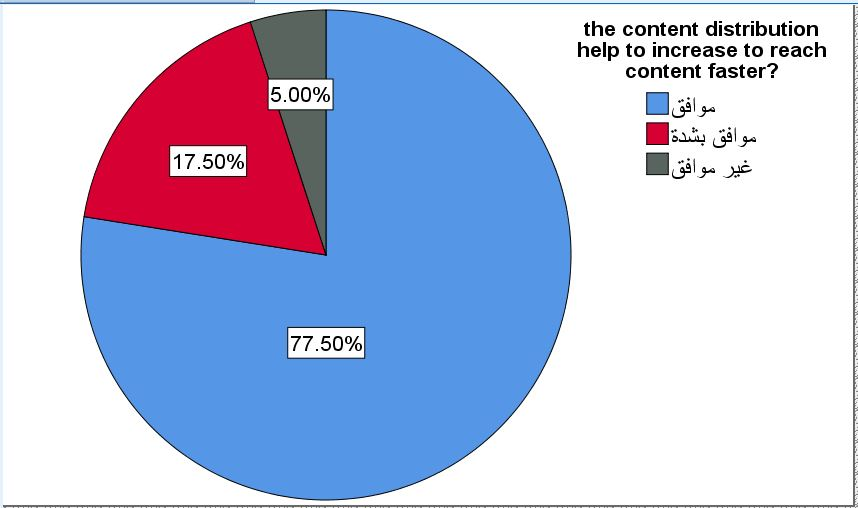 the content distribution
help to increase to reach
content faster?
موافق
موافق بشدة
غير موافق
5.00%
17.50%
77.50%